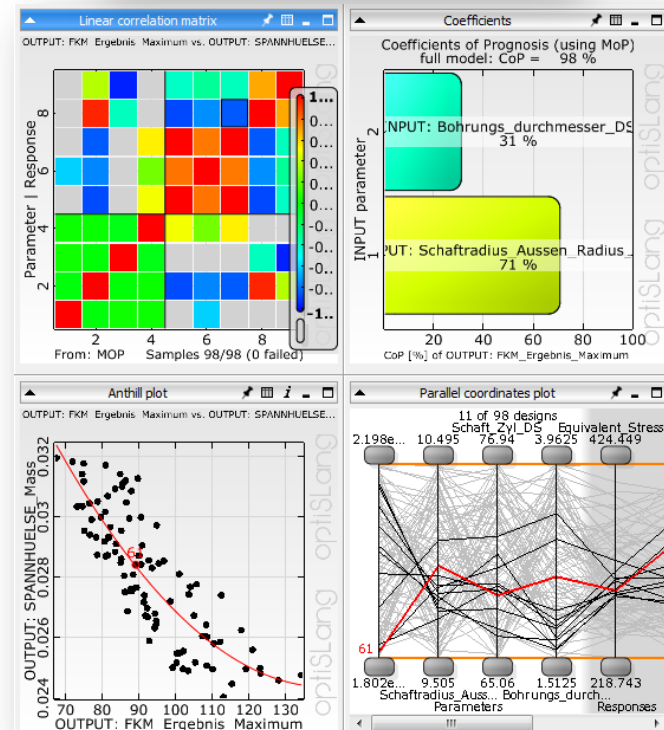 Linear correlation matrix
OUTPUT: FKM Ergebnis Maximum vs. OUTPUT: SPANNHUELSE...
Parameter | Response
8
6
4
2
2 4 6 8
1...
0...
0...
0...
0...
-0...
-0...
-0...
-1...
From: MOP Samples 98/98 (0 failed)
optiSLang
Coefficients
Coefficients of Prognosis (using MoP)
full model: CoP = 98 %
INPUT parameter
2
1
INPUT: Bohrungs_durchmesser_DS
31 %
PUT: Schaftradius_Aussen_Radius_
71 %
20 40 60 80 100
CoP [%] of OUTPUT: FKM_Ergebnis_Maximum
optiSLang
Anthill plot
OUTPUT: FKM Ergebnis Maximum vs. OUTPUT: SPANNHUELSE...
OUTPUT: SPANNHUELSE_Mass
0.032
0.03
0.028
0.026
0.024
61
70 80 90 100 110 120 130
OUTPUT: FKM Ergebnis Maximum
optiSLang
Parallel coordinates plot
11 of 98 designs
Schaft_Zyl_DS Equivalent_Stress
2.198e... 10.495 76.94 3.9625 424.449
61
1.802e... 9.505 65.06 1.5125 218.743
Schaftradius_Auss... Bohrungs_durch...
Parameters Responses